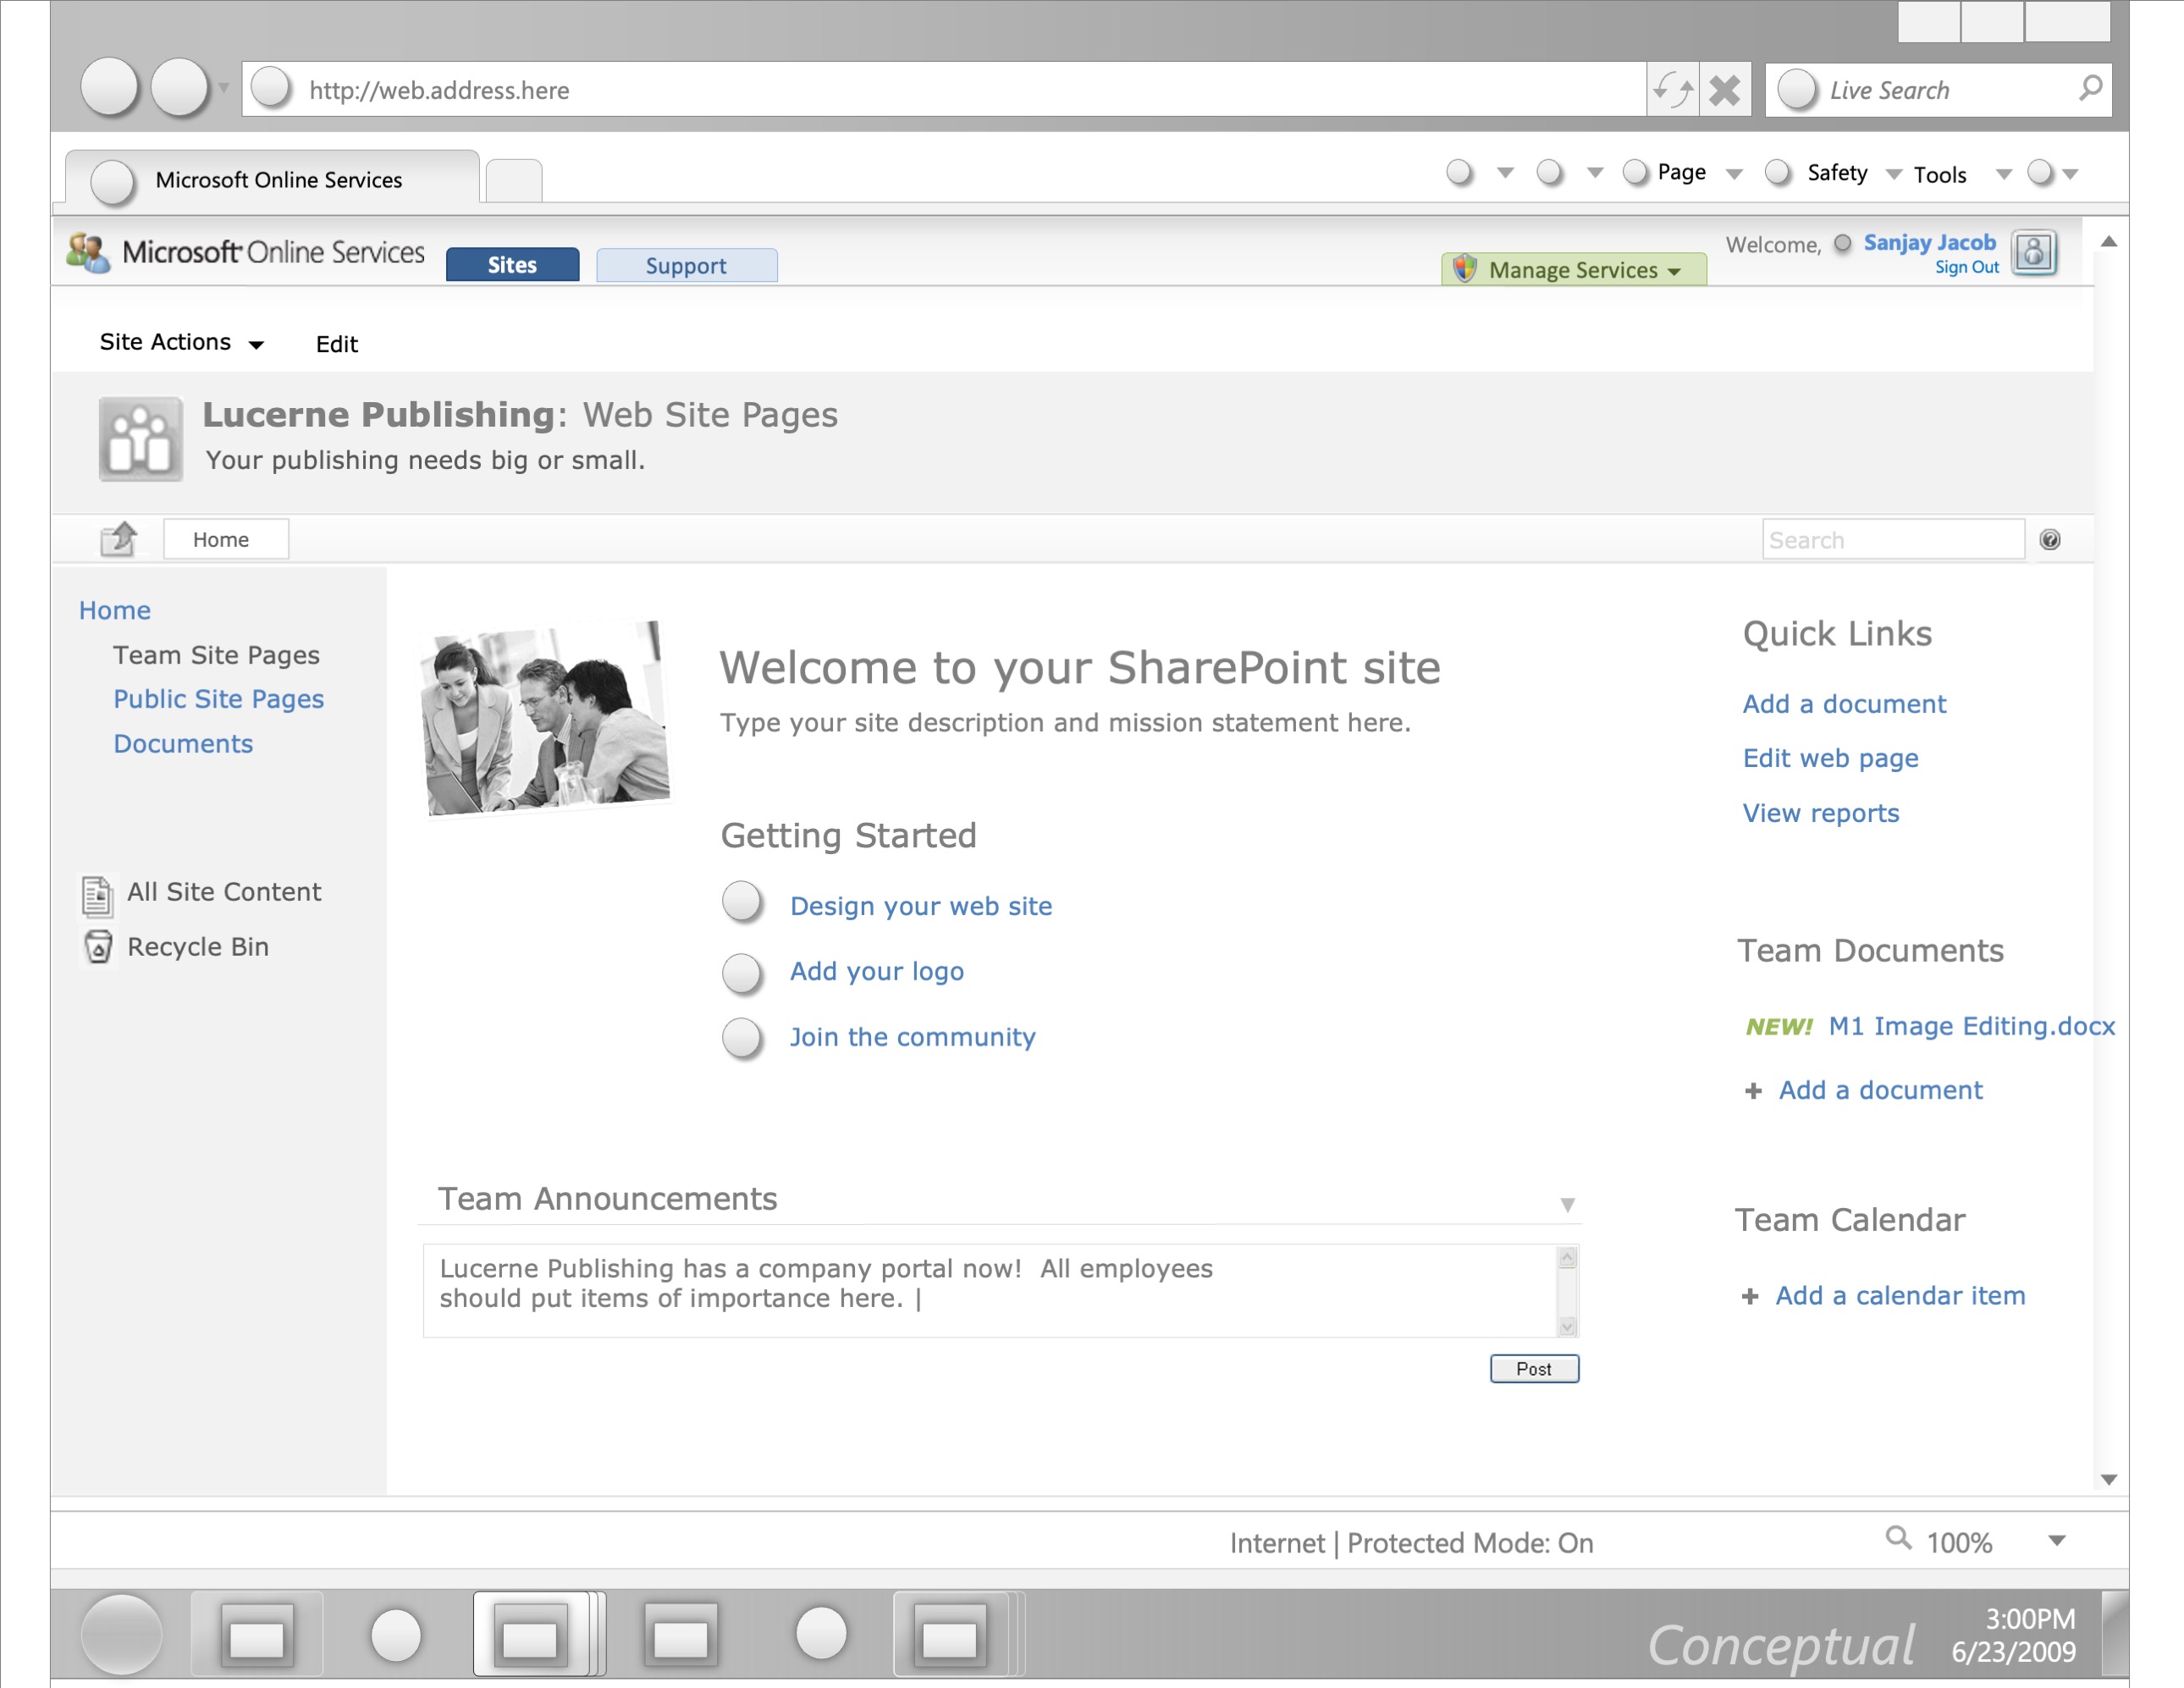 http://web.address.here
Live Search
Microsoft Online Services
Page
Safety
Tools
Microsoft Online Services
Sites
Support
Manage Services
Welcome, Sanjay Jacob
Sign Out
Site Actions
Edit
Lucerne Publishing: Web Site Pages
Your publishing needs big or small.
Home
Search
Home
Team Site Pages
Public Site Pages
Documents
All Site Content
Recycle Bin
Welcome to your SharePoint site
Type your site description and mission statement here.
Getting Started
Design your web site
Add your logo
Join the community
Team Announcements
Lucerne Publishing has a company portal now!  All employees
should put items of importance here. |
Post
Quick Links
Add a document
Edit web page
View reports
Team Documents
NEW! M1 Image Editing.docx
+ Add a document
Team Calendar
+ Add a calendar item
Internet | Protected Mode: On
100%
Conceptual
3:00PM
6/23/2009